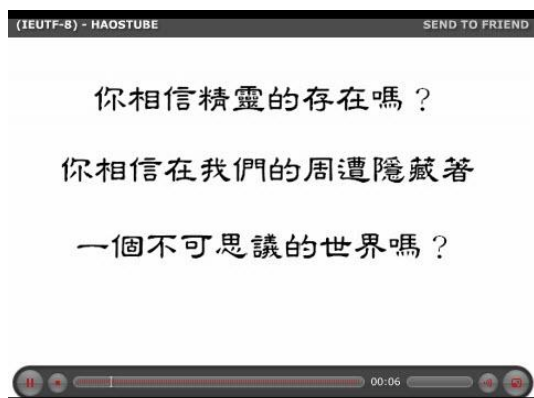 (IEUTF-8) - HAOSTUBE SEND TO FRIEND
你相信精靈的存在嗎？
你相信在我們的周遭隱藏著
一個不可思議的世界嗎？
00:06